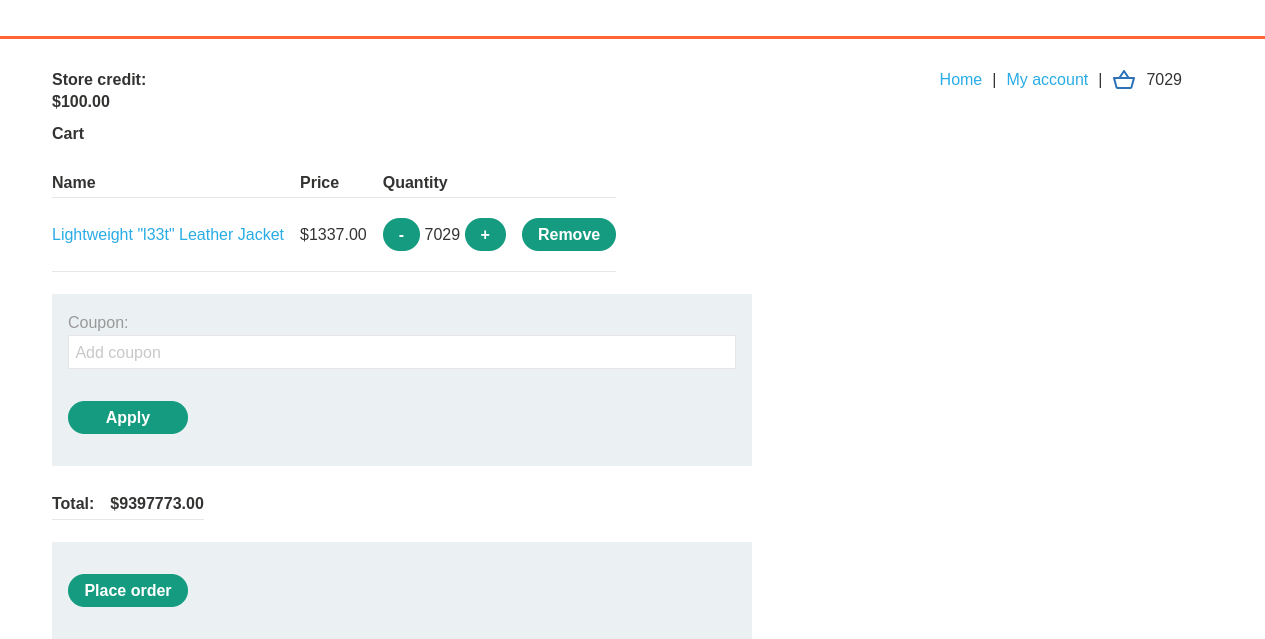 Store credit:
$100.00
Home | My account | 7029
Cart
Name Price Quantity
Lightweight "l33t" Leather Jacket $1337.00 - 7029 + Remove
Coupon:
Add coupon
Apply
Total: $9397773.00
Place order